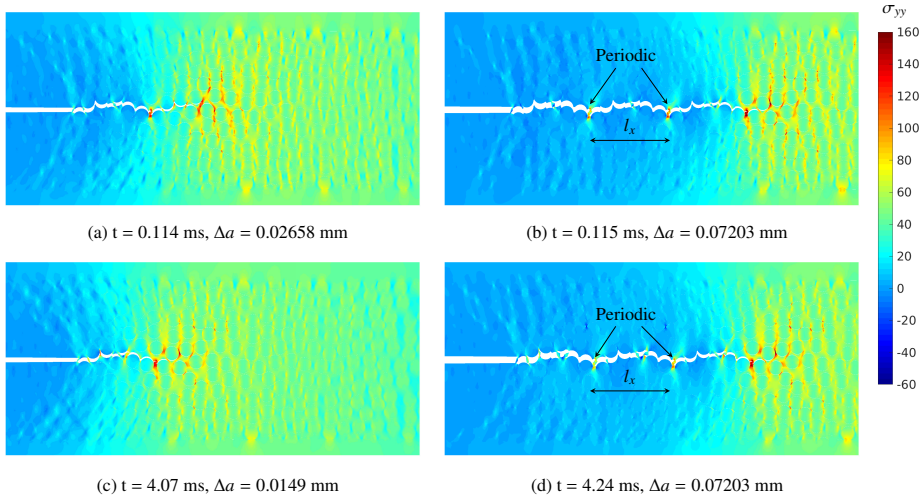 σyy
160
140
120
100
80
60
40
20
0
-20
-40
-60
Periodic
lx
(a) t = 0.114 ms, Δa = 0.02658 mm
(b) t = 0.115 ms, Δa = 0.07203 mm
Periodic
lx
(c) t = 4.07 ms, Δa = 0.0149 mm
(d) t = 4.24 ms, Δa = 0.07203 mm